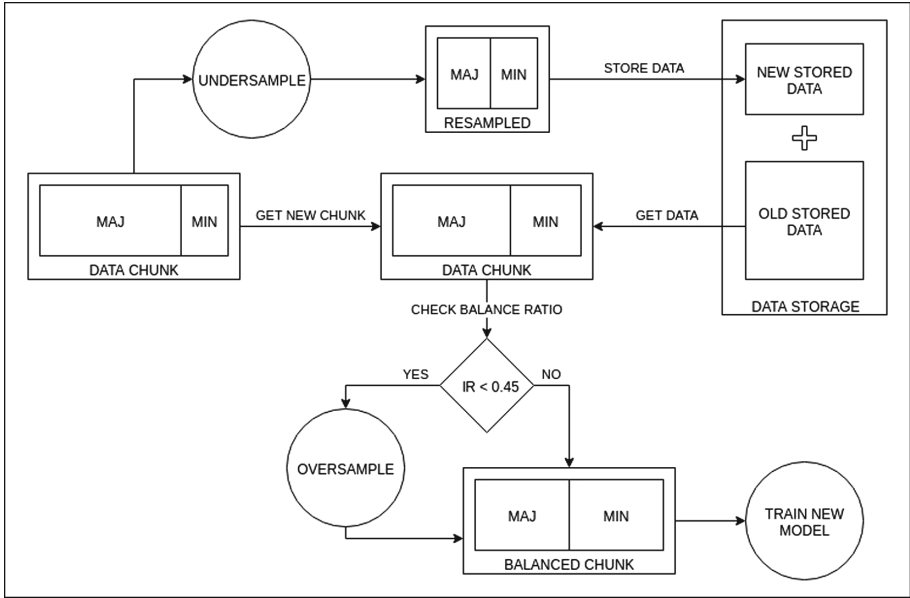 UNDERSAMPLE
MAJ MIN
RESAMPLED
STORE DATA
NEW STORED
DATA
MAJ MIN
DATA CHUNK
GET NEW CHUNK
MAJ MIN
DATA CHUNK
GET DATA
OLD STORED
DATA
DATA STORAGE
CHECK BALANCE RATIO
YES
IR < 0.45
NO
OVERSAMPLE
MAJ MIN
BALANCED CHUNK
TRAIN NEW
MODEL